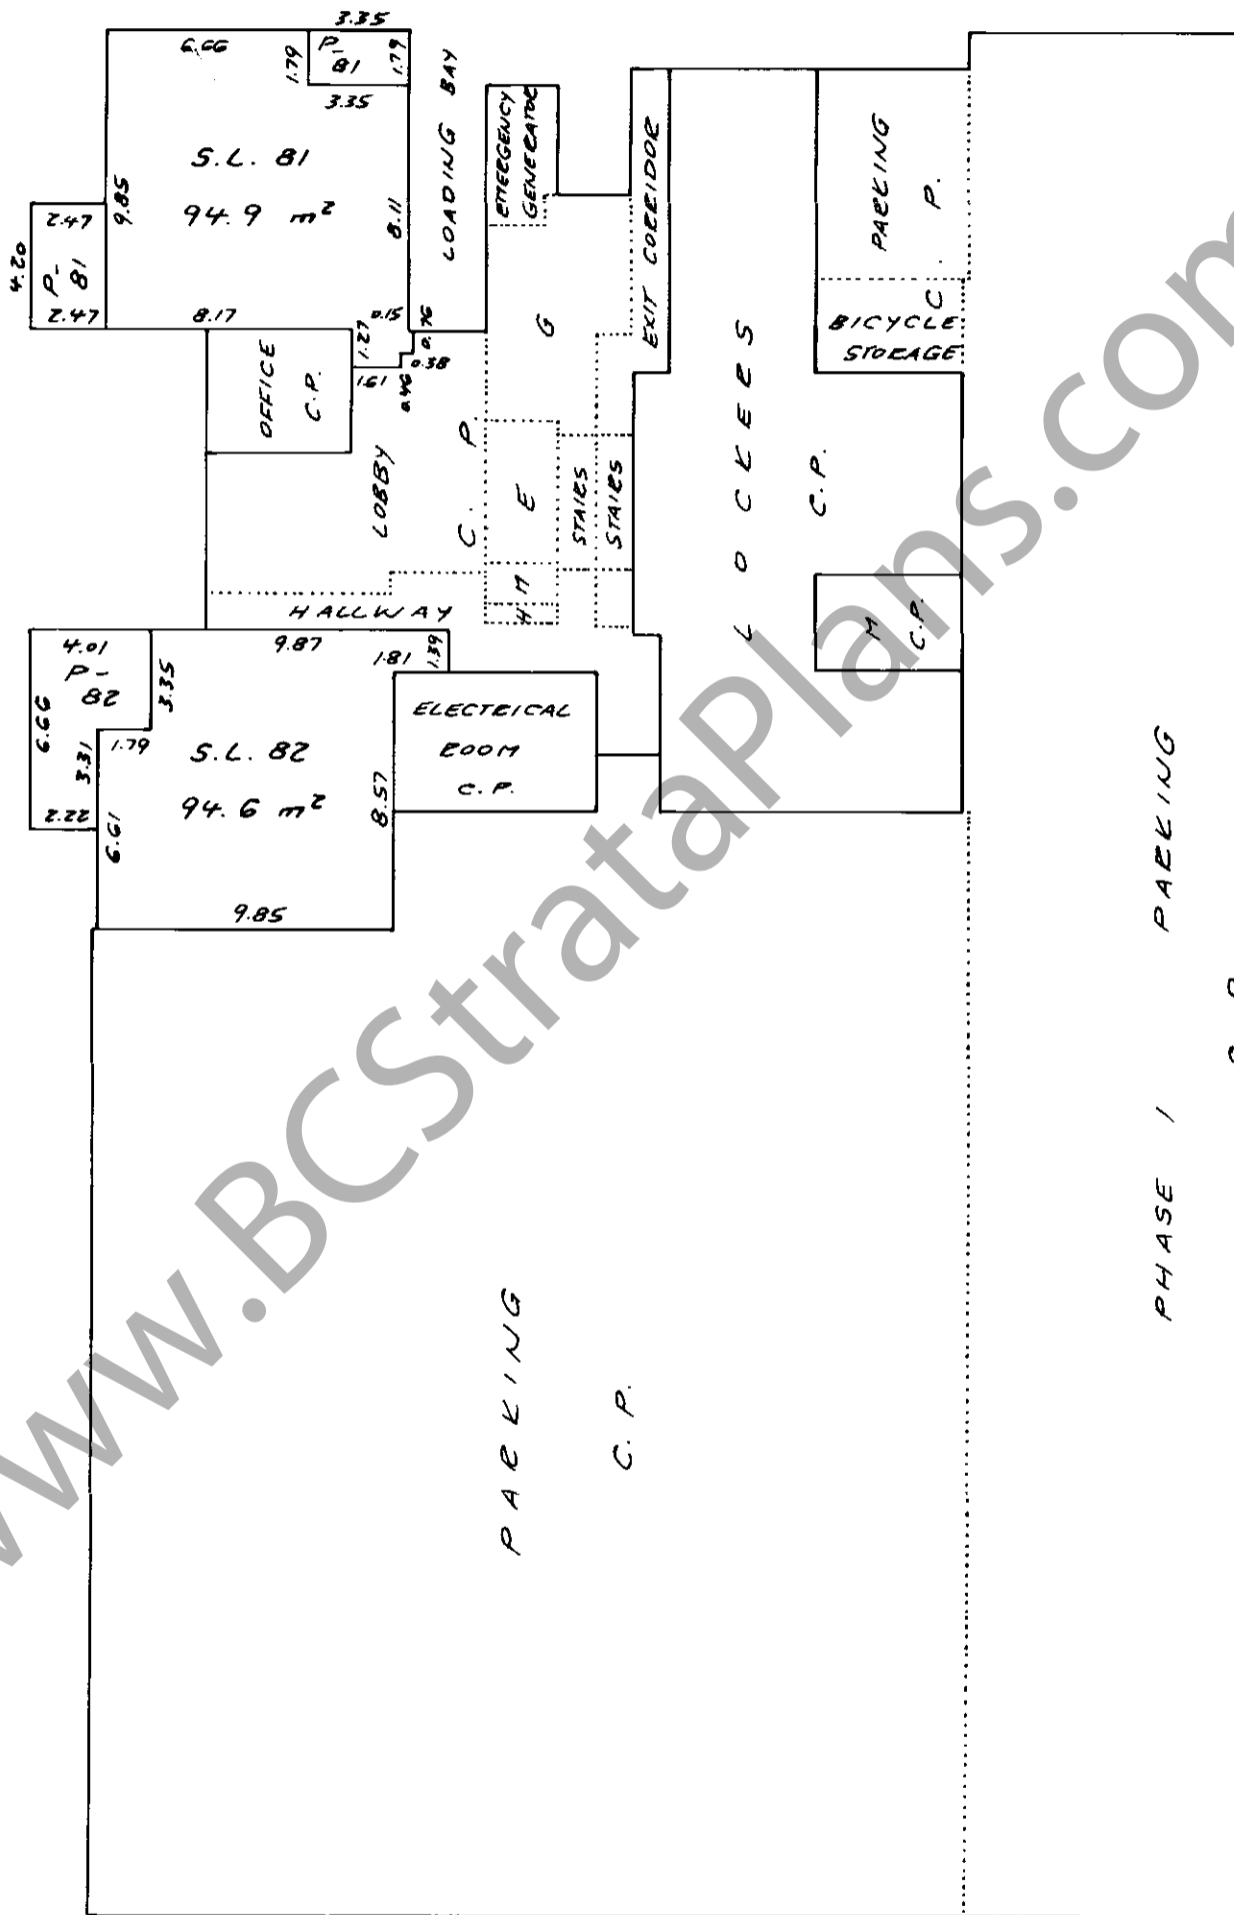 3.35
6.66
1.79
P-
81
1.79
3.35
S.L. 81
94.9 m²
9.85
8.11
2.47
4.20
P-
81
2.47
8.17
0.15
0.76
1.27
0.38
1.61
0.46
LOADING BAY
EMERGENCY
GENERATOR
EXIT CORRIDOR
PARKING
C. P.
BICYCLE
STORAGE
OFFICE
C.P.
LOBBY
C. P.
G
E
M
H
STAIRS
STAIRS
LOCKERS
C.P.
M
C.P.
HALLWAY
4.01
P-
82
9.87
1.81
1.39
3.35
6.66
3.31
1.79
S.L. 82
94.6 m²
2.22
6.61
8.57
9.85
ELECTRICAL
ROOM
C.P.
PARKING
C.P.
PHASE 1 PARKING
www.BCStrataPlans.com